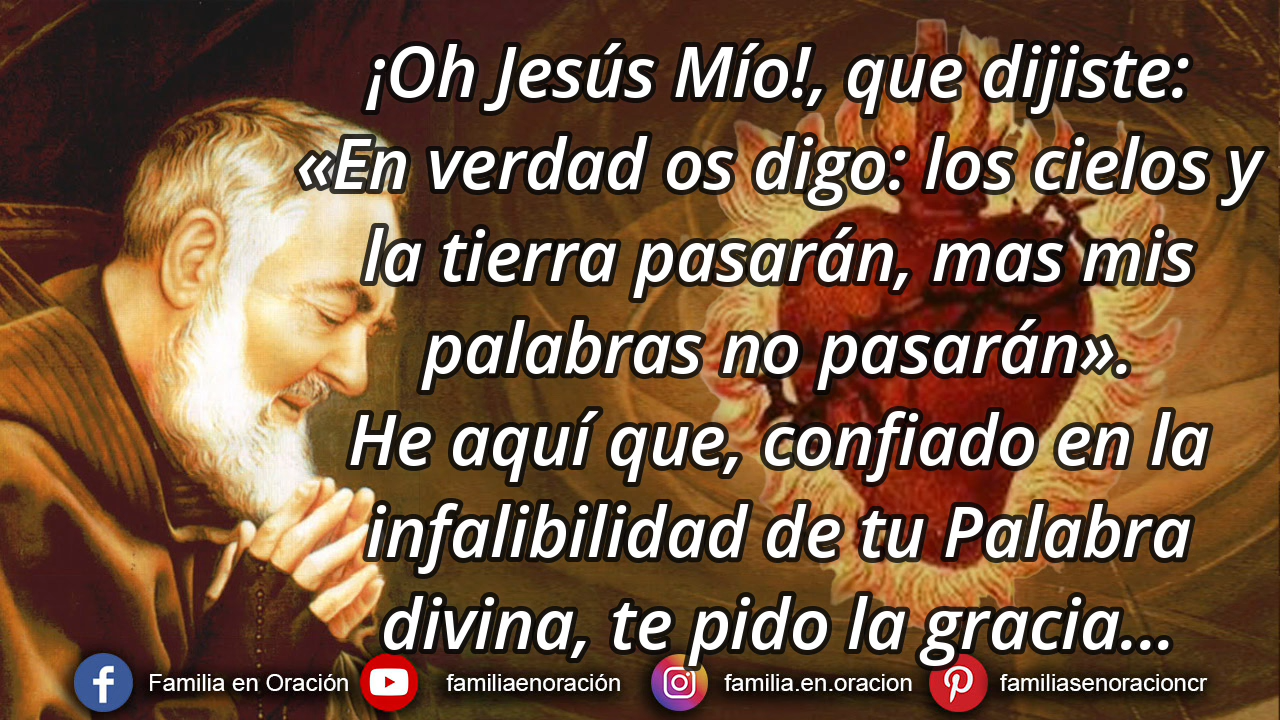 ¡Oh Jesús Mío!, que dijiste:
«En verdad os digo: los cielos y
la tierra pasarán, mas mis
palabras no pasarán».
He aquí que, confiado en la
infalibilidad de tu Palabra
divina, te pido la gracia...
Familia en Oración familiaenoración familia.en.oracion familiasenoracioncr